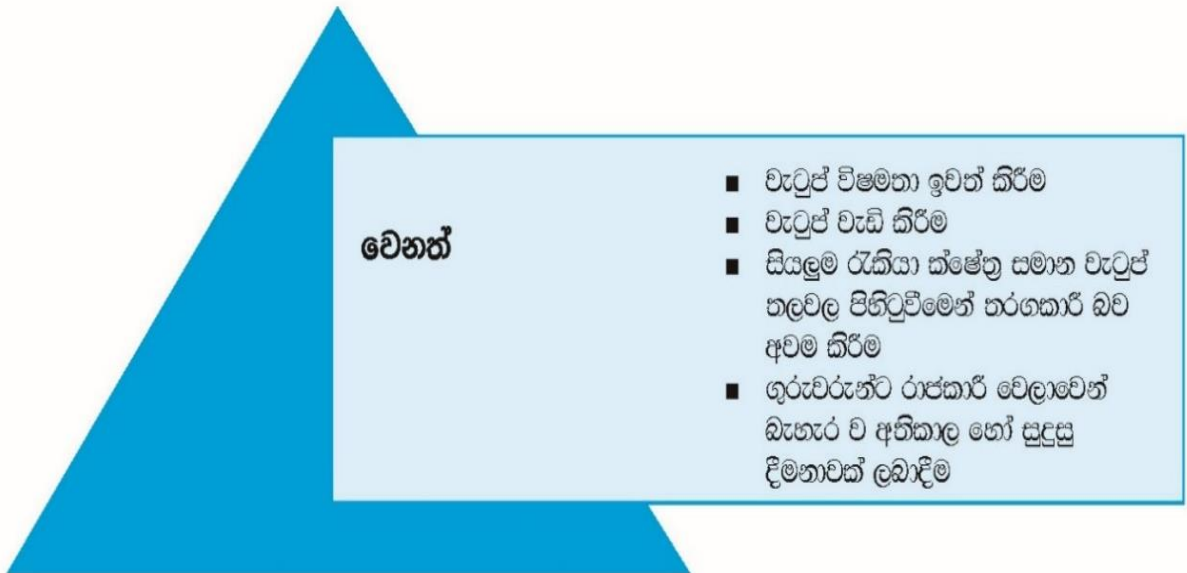 වෙනත්
■ වැටුප් විෂමතා ඉවත් කිරීම
■ වැටුප් වැඩි කිරීම
■ සියලුම රැකියා ක්ෂේත්‍ර සමාන වැටුප්
තලවල පිහිටුවීමෙන් තරගකාරී බව
අවම කිරීම
■ ගුරුවරුන්ට රාජකාරී වෙලාවෙන්
බැහැර ව අතිකාල හෝ සුදුසු
දීමනාවක් ලබාදීම